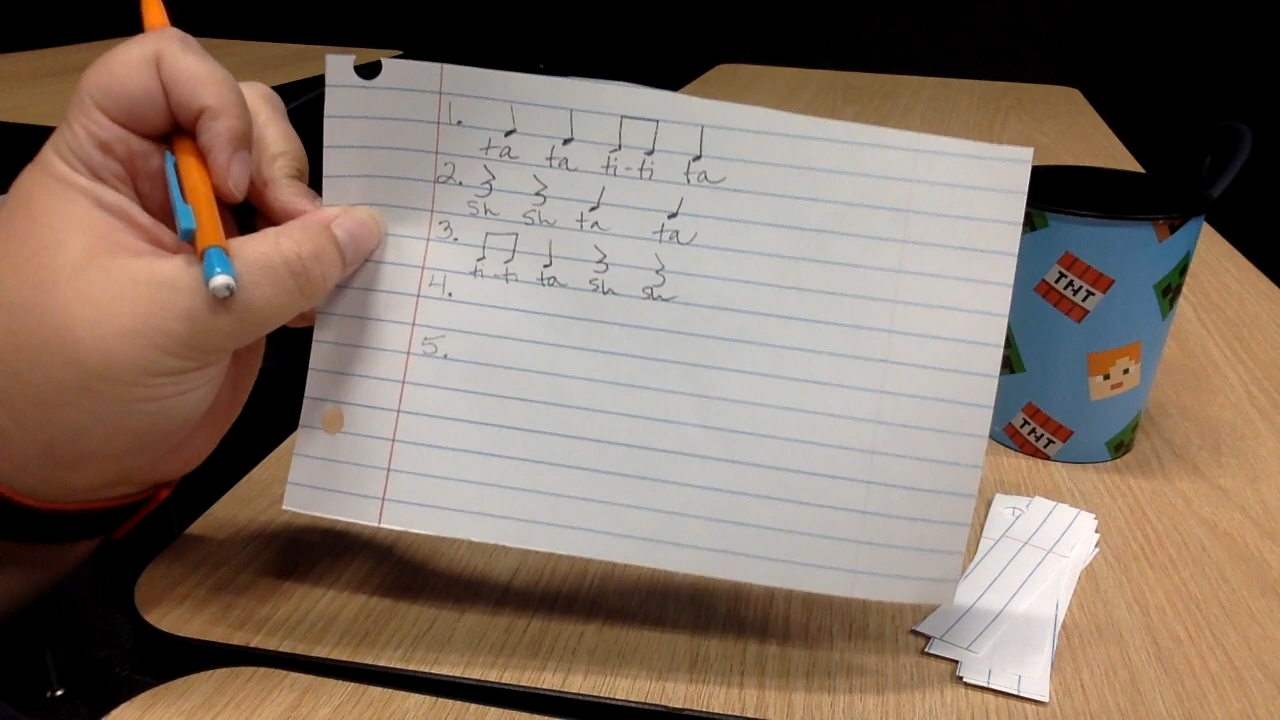 1. ta ta ti-ti ta
2. sh sh ta ta
3. ti-ti ta sh sh
4.
5.
TNT
TNT